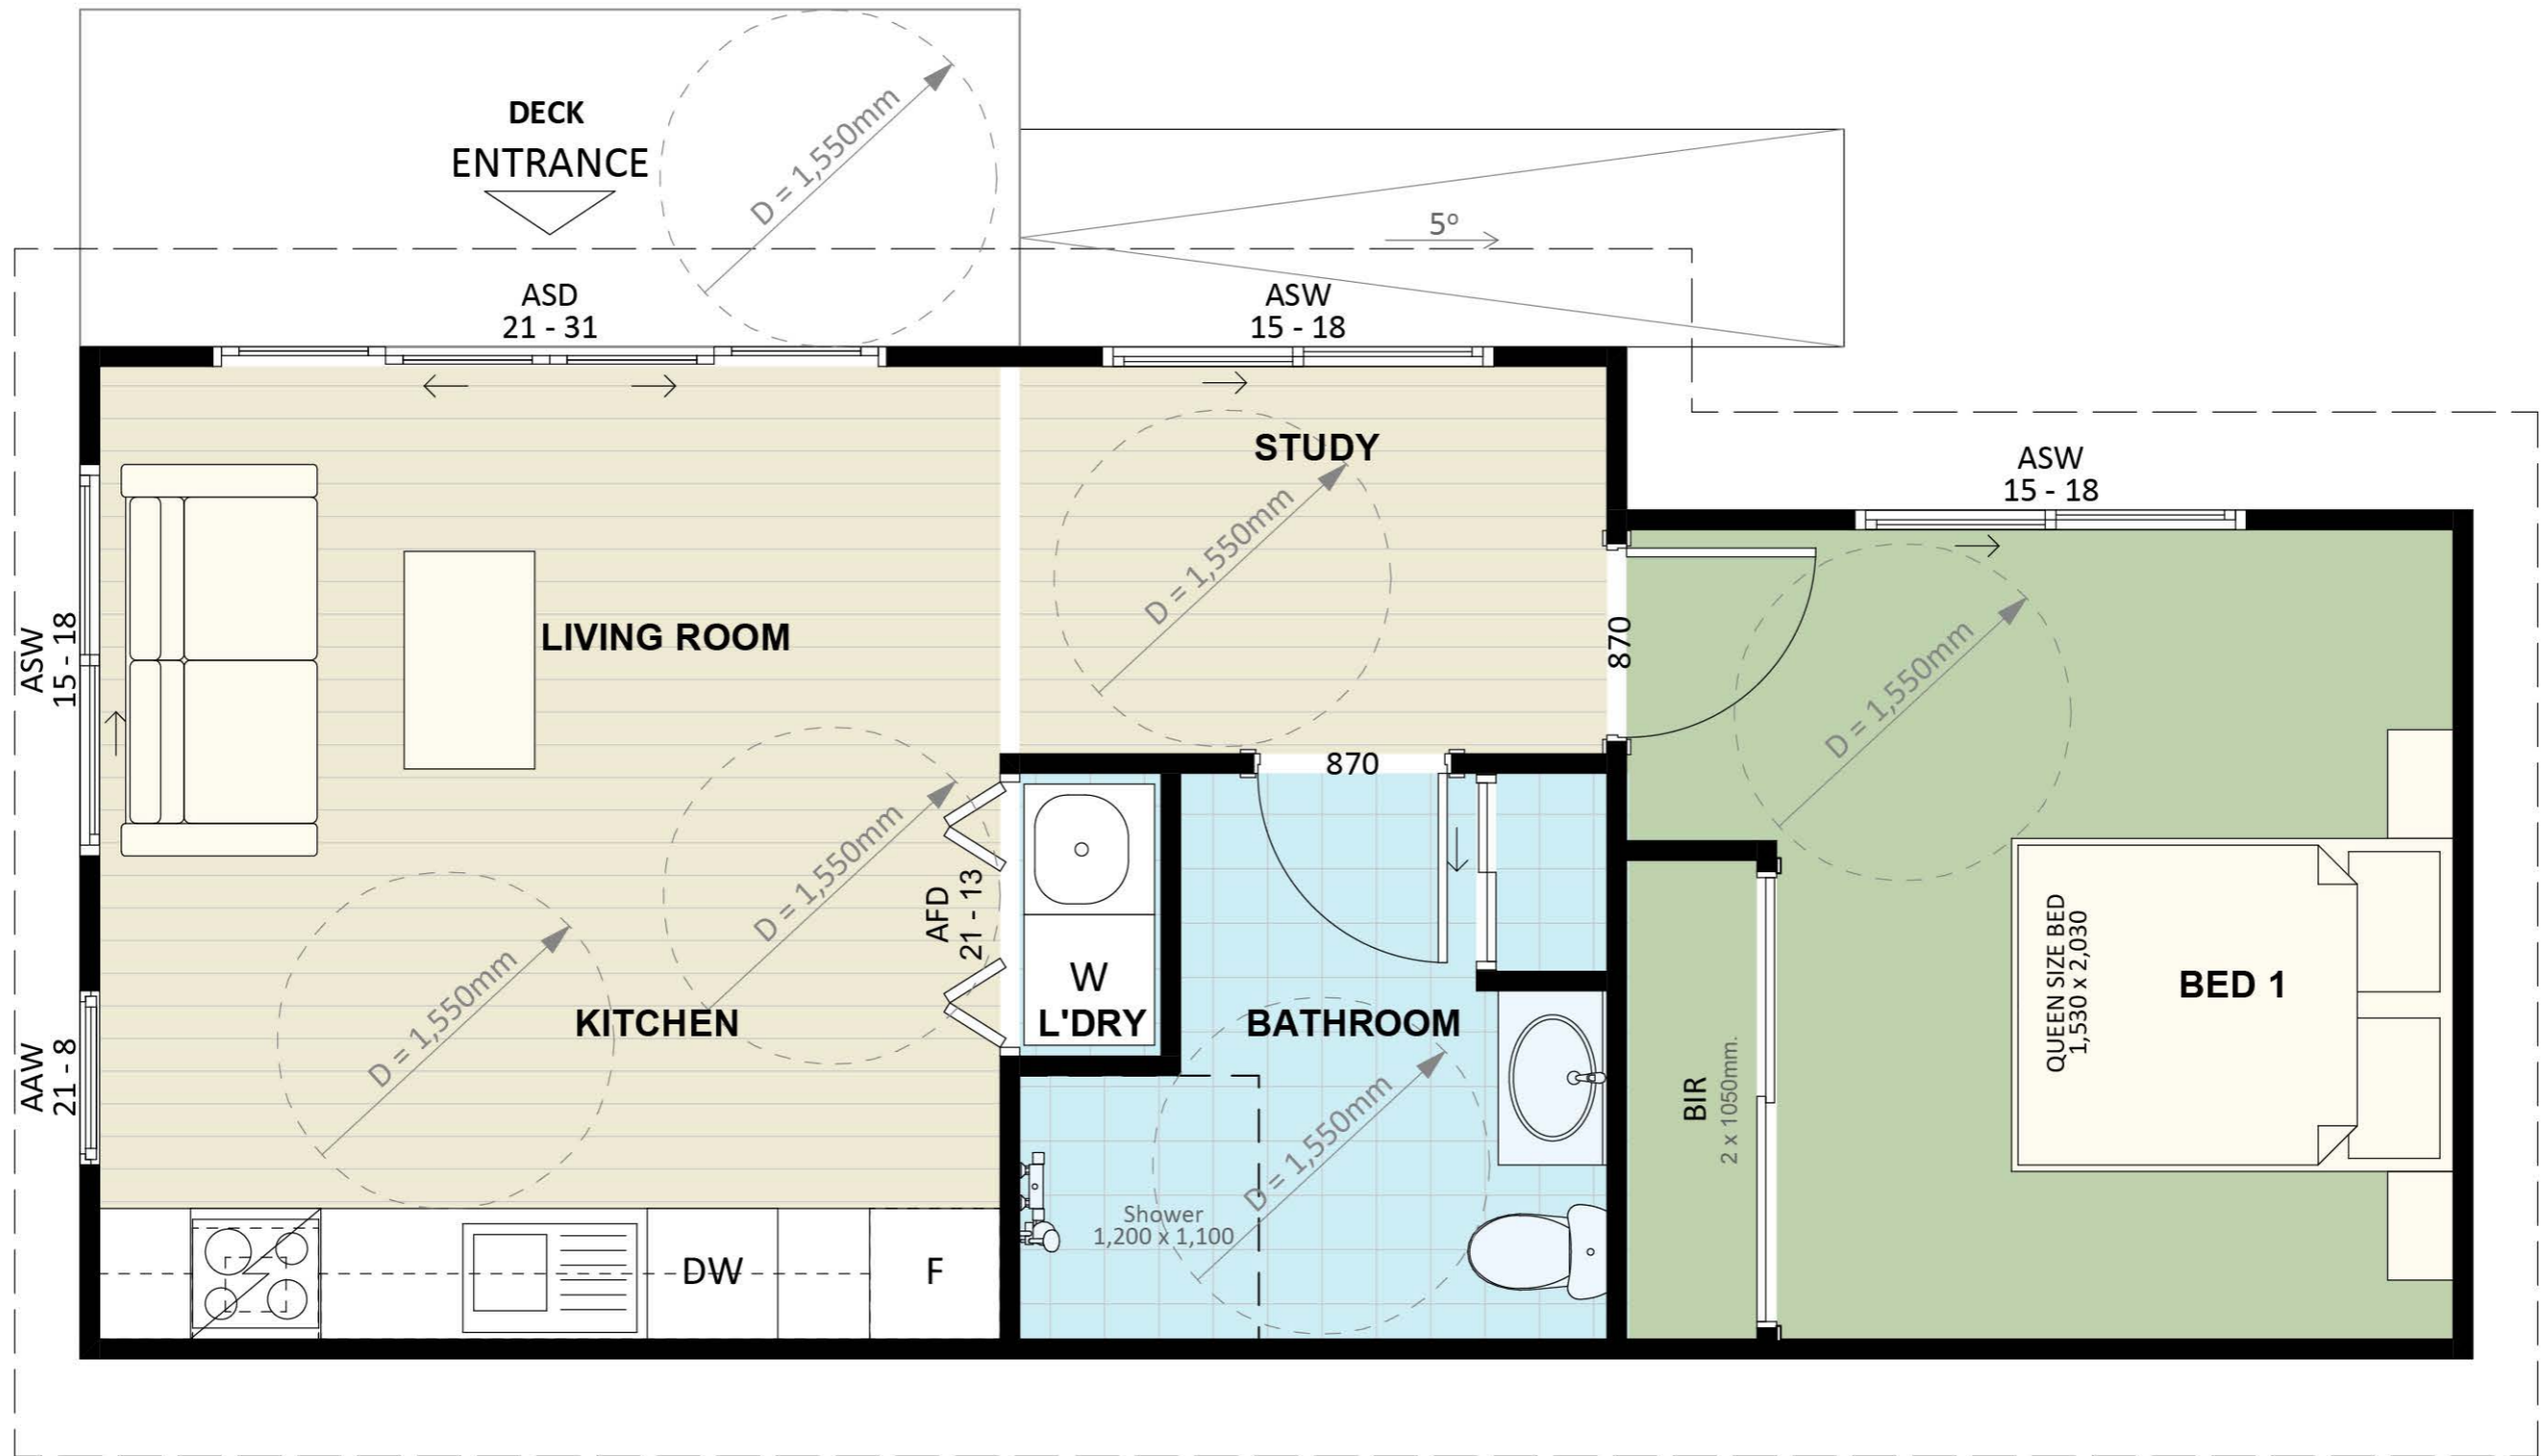 DECK
ENTRANCE
D = 1,550mm
5º
ASD
21 - 31
ASW
15 - 18
STUDY
D = 1,550mm
ASW
15 - 18
ASW
15 - 18
LIVING ROOM
870
D = 1,550mm
870
D = 1,550mm
AFD
21 - 13
W
L'DRY
BATHROOM
D = 1,550mm
KITCHEN
D = 1,550mm
AAW
21 - 8
QUEEN SIZE BED
1,530 x 2,030
BED 1
BIR
2 x 1050mm.
Shower
1,200 x 1,100
DW
F